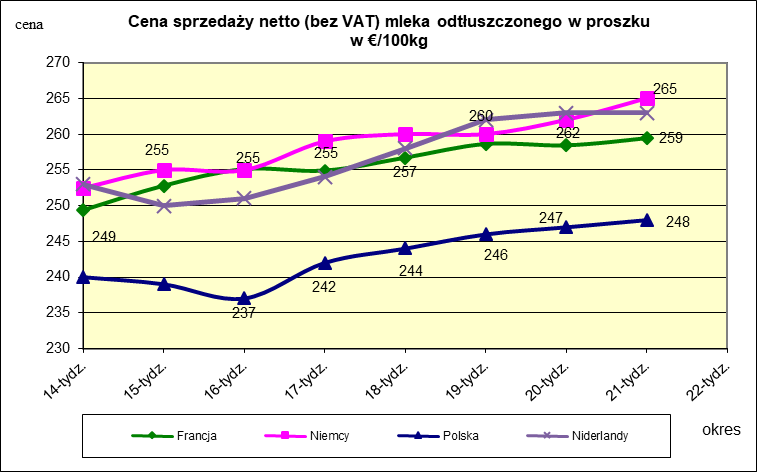 cena
Cena sprzedaży netto (bez VAT) mleka odtłuszczonego w proszku
w €/100kg
270
265
260
255
250
245
240
235
230
249
255
237
255
255
242
257
244
260
246
262
247
265
259
248
14-tydz.
15-tydz.
16-tydz.
17-tydz.
18-tydz.
19-tydz.
20-tydz.
21-tydz.
22-tydz.
okres
Francja
Niemcy
Polska
Niderlandy